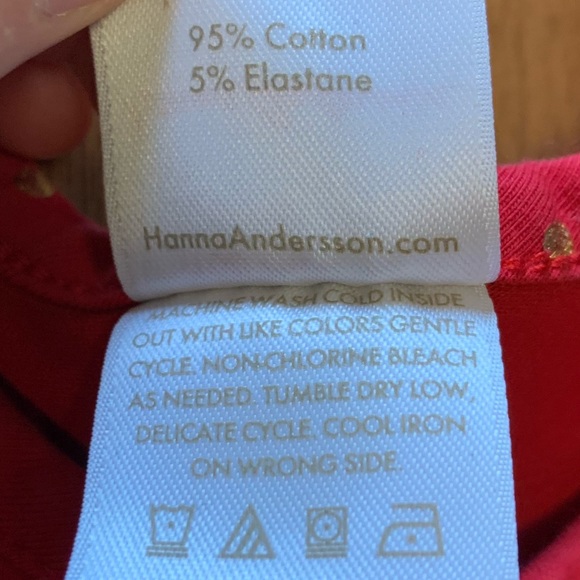 95% Cotton
5% Elastane
HannaAndersson.com
MACHINE WASH COLD INSIDE
OUT WITH LIKE COLORS GENTLE
CYCLE. NON-CHLORINE BLEACH
AS NEEDED. TUMBLE DRY LOW,
DELICATE CYCLE. COOL IRON
ON WRONG SIDE.